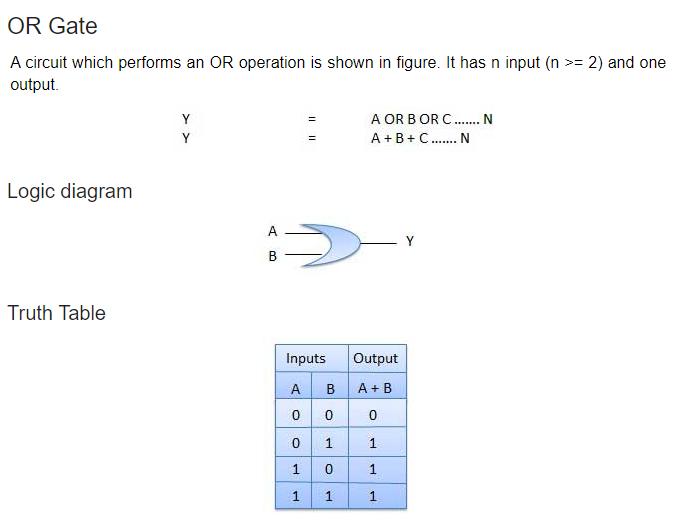 OR Gate
A circuit which performs an OR operation is shown in figure. It has n input (n >= 2) and one
output.
Y = A OR B OR C ....... N
Y = A + B + C ....... N
Logic diagram
A
Y
B
Truth Table
Inputs Output
A B A + B
0 0 0
0 1 1
1 0 1
1 1 1